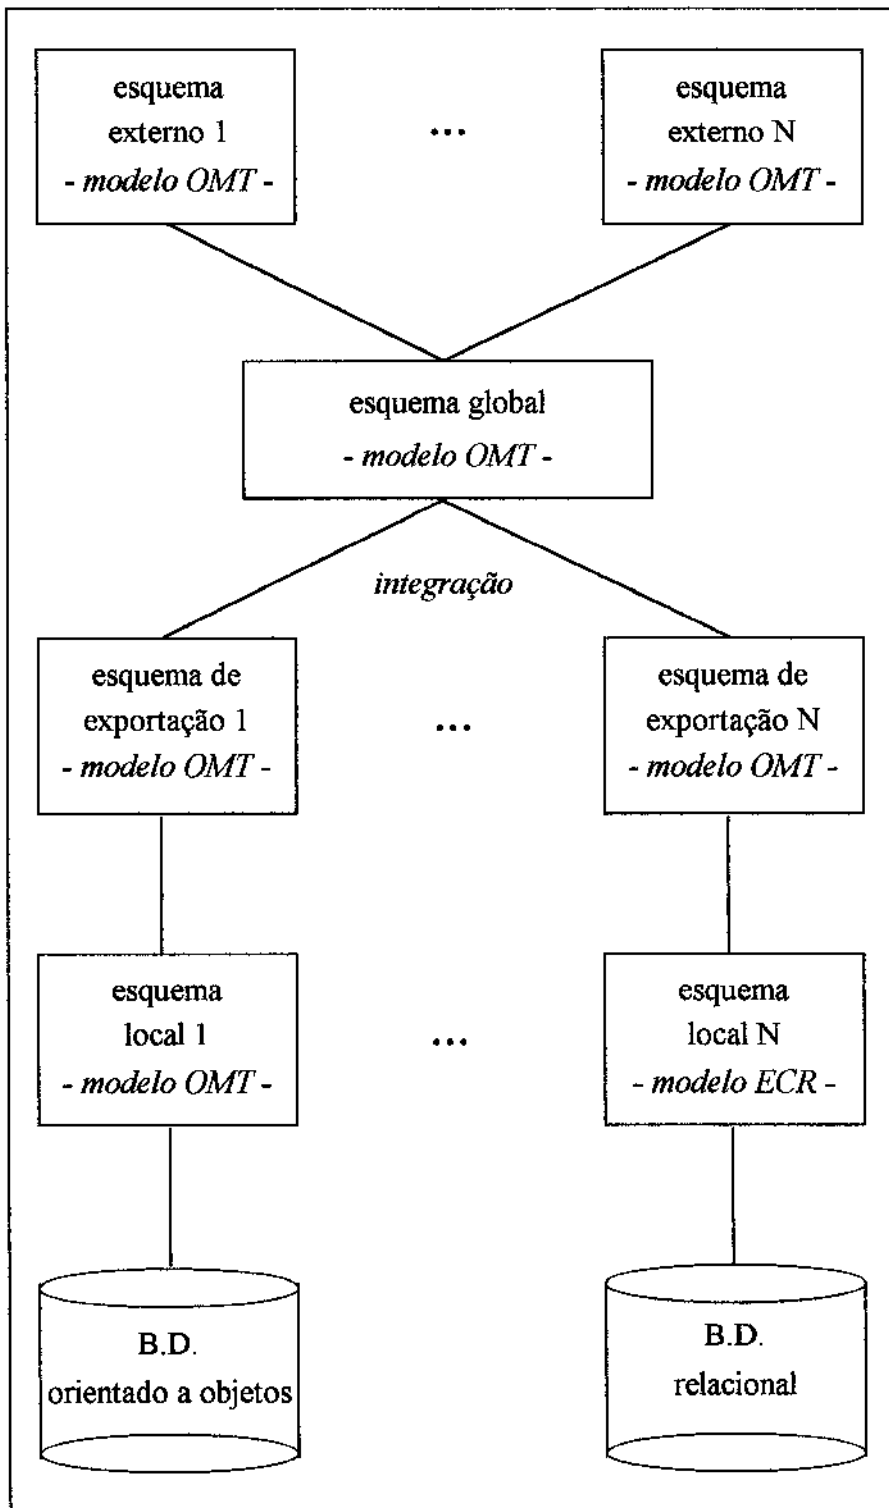 esquema
externo 1
- modelo OMT -
...
esquema
externo N
- modelo OMT -
esquema global
- modelo OMT -
integração
esquema de
exportação 1
- modelo OMT -
...
esquema de
exportação N
- modelo OMT -
esquema
local 1
- modelo OMT -
...
esquema
local N
- modelo ECR -
B.D.
orientado a objetos
B.D.
relacional